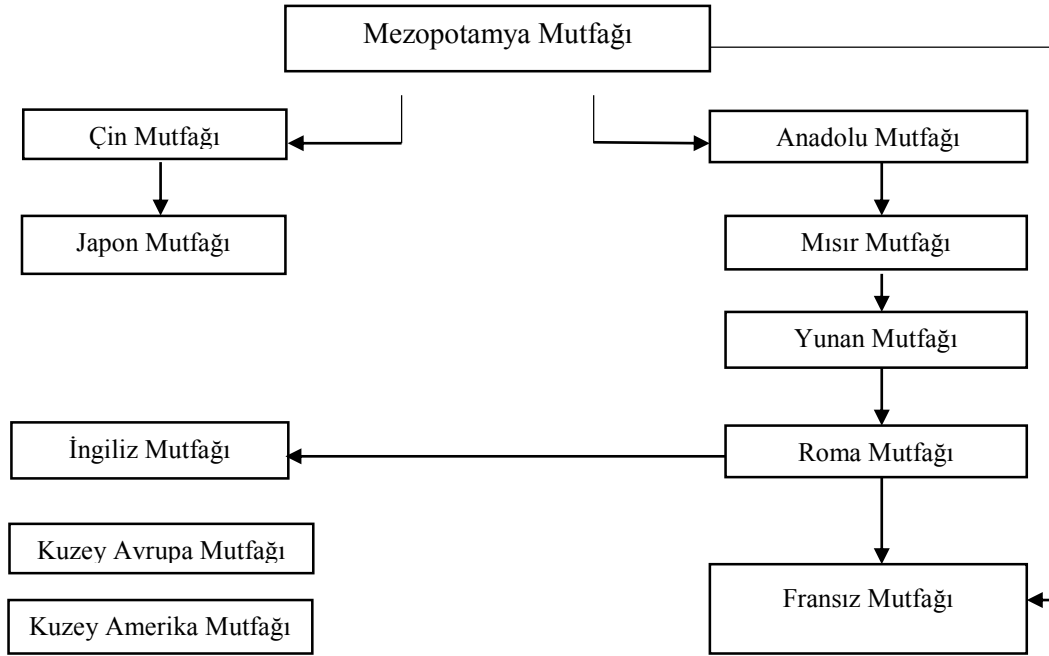 Mezopotamya Mutfağı
Çin Mutfağı
Anadolu Mutfağı
Japon Mutfağı
Mısır Mutfağı
Yunan Mutfağı
İngiliz Mutfağı
Roma Mutfağı
Kuzey Avrupa Mutfağı
Fransız Mutfağı
Kuzey Amerika Mutfağı